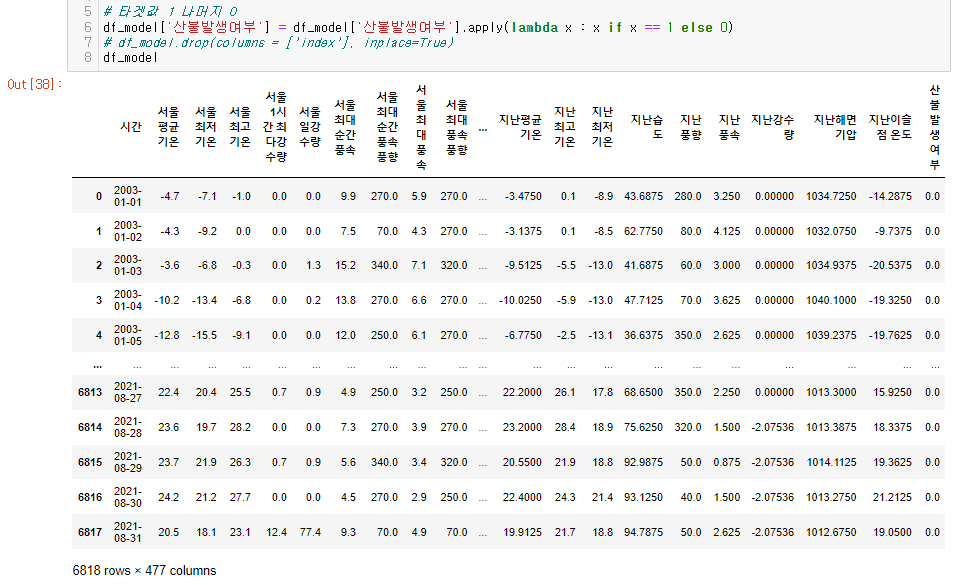 5 # 타겟값 1 나머지 0
6 df_model['산불발생여부'] = df_model['산불발생여부'].apply(lambda x : x if x == 1 else 0)
7 # df_model.drop(columns = ['index'], inplace=True)
8 df_model
Out[38]:
시간 서울 평균 기온 서울 최저 기온 서울 최고 기온 서울 1시간 최다강수량 서울 일강수량 서울 최대 순간 풍속 서울 최대 순간 풍속 풍향 서울 최대 풍속 서울 최대 풍속 풍향 ... 지난평균기온 지난 최고 기온 지난 최저 기온 지난습도 지난 풍향 지난 풍속 지난강수량 지난해면기압 지난이슬점 온도 산불발생여부
0 2003-01-01 -4.7 -7.1 -1.0 0.0 0.0 9.9 270.0 5.9 270.0 ... -3.4750 0.1 -8.9 43.6875 280.0 3.250 0.00000 1034.7250 -14.2875 0.0
1 2003-01-02 -4.3 -9.2 0.0 0.0 0.0 7.5 70.0 4.3 270.0 ... -3.1375 0.1 -8.5 62.7750 80.0 4.125 0.00000 1032.0750 -9.7375 0.0
2 2003-01-03 -3.6 -6.8 -0.3 0.0 1.3 15.2 340.0 7.1 320.0 ... -9.5125 -5.5 -13.0 41.6875 60.0 3.000 0.00000 1034.9375 -20.5375 0.0
3 2003-01-04 -10.2 -13.4 -6.8 0.0 0.2 13.8 270.0 6.6 270.0 ... -10.0250 -5.9 -13.0 47.7125 70.0 3.625 0.00000 1040.1000 -19.3250 0.0
4 2003-01-05 -12.8 -15.5 -9.1 0.0 0.0 12.0 250.0 6.1 270.0 ... -6.7750 -2.5 -13.1 36.6375 350.0 2.625 0.00000 1039.2375 -19.7625 0.0
... ... ... ... ... ... ... ... ... ... ... ... ... ... ... ... ... ... ... ... ... ...
6813 2021-08-27 22.4 20.4 25.5 0.7 0.9 4.9 250.0 3.2 250.0 ... 22.2000 26.1 17.8 68.6500 350.0 2.250 0.00000 1013.3000 15.9250 0.0
6814 2021-08-28 23.6 19.7 28.2 0.0 0.0 7.3 270.0 3.9 270.0 ... 23.2000 28.4 18.9 75.6250 320.0 1.500 -2.07536 1013.3875 18.3375 0.0
6815 2021-08-29 23.7 21.9 26.3 0.7 0.9 5.6 340.0 3.4 320.0 ... 20.5500 21.9 18.8 92.9875 50.0 0.875 -2.07536 1014.1125 19.3625 0.0
6816 2021-08-30 24.2 21.2 27.7 0.0 0.0 4.5 270.0 2.9 250.0 ... 22.4000 24.3 21.4 93.1250 40.0 1.500 -2.07536 1013.2750 21.2125 0.0
6817 2021-08-31 20.5 18.1 23.1 12.4 77.4 9.3 70.0 4.9 70.0 ... 19.9125 21.7 18.8 94.7875 50.0 2.625 -2.07536 1012.6750 19.0500 0.0
6818 rows × 477 columns